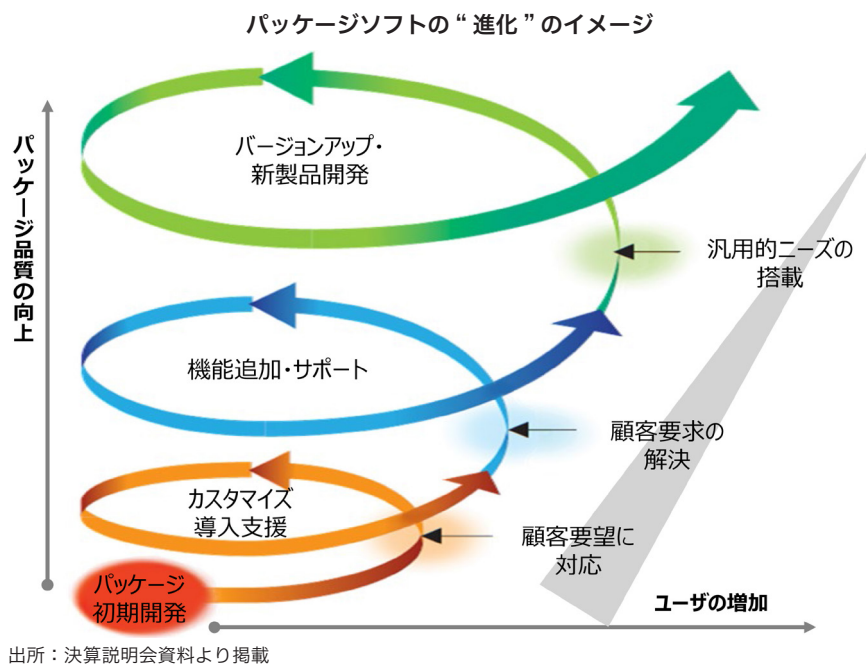 パッケージソフトの“進化”のイメージ
パッケージ品質の向上
バージョンアップ・
新製品開発
汎用的ニーズの
搭載
機能追加・サポート
顧客要求の
解決
カスタマイズ
導入支援
顧客要望に
対応
パッケージ
初期開発
ユーザの増加
出所：決算説明会資料より掲載